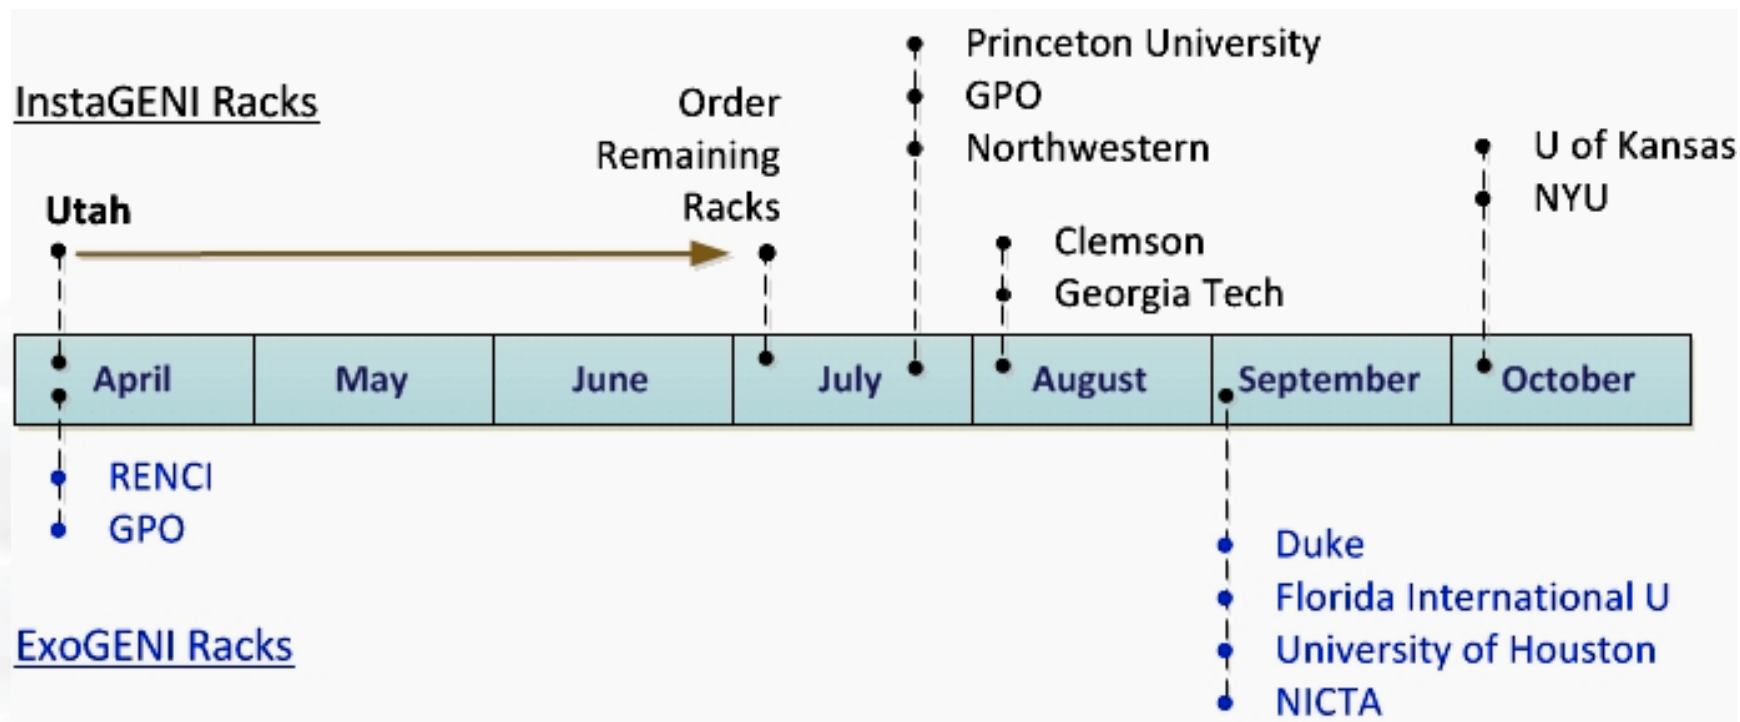 InstaGENI Racks
Utah
Order
Remaining
Racks
Princeton University
GPO
Northwestern
Clemson
Georgia Tech
U of Kansas
NYU
April May June July August September October
RENCI
GPO
ExoGENI Racks
Duke
Florida International U
University of Houston
NICTA